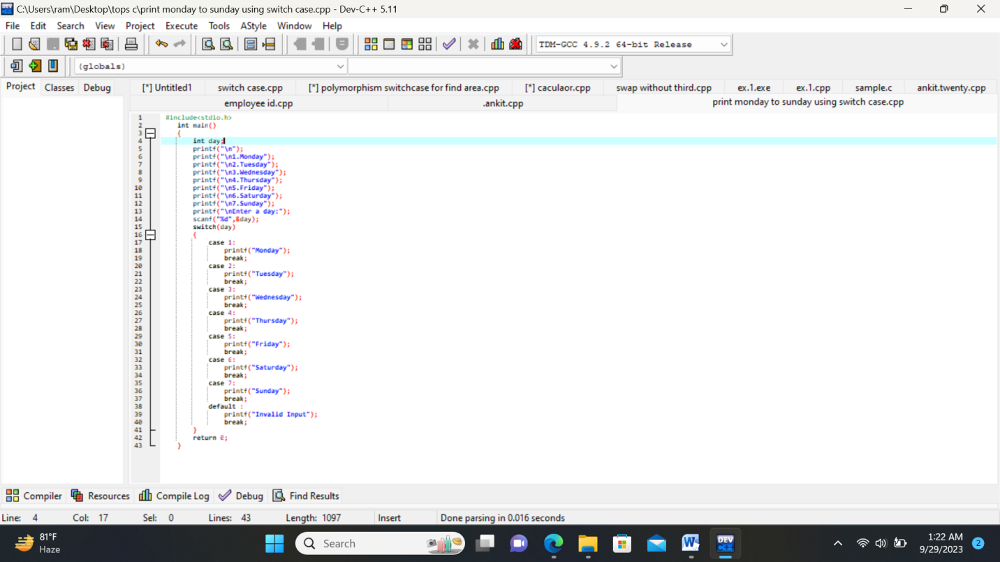 C:\Users\ram\Desktop\tops c\print monday to sunday using switch case.cpp - Dev-C++ 5.11
File Edit Search View Project Execute Tools AStyle Window Help
TDM-GCC 4.9.2 64-bit Release
(globals)
Project Classes Debug
[*] Untitled1 switch case.cpp [*] polymorphism switchcase for find area.cpp [*] caculaor.cpp swap without third.cpp ex.1.exe ex.1.cpp sample.c ankit.twenty.cpp
employee id.cpp .ankit.cpp print monday to sunday using switch case.cpp
1 #include<stdio.h>
2 int main()
3 {
4 int day;
5 printf("\n");
6 printf("\n1.Monday");
7 printf("\n2.Tuesday");
8 printf("\n3.Wednesday");
9 printf("\n4.Thursday");
10 printf("\n5.Friday");
11 printf("\n6.Saturday");
12 printf("\n7.Sunday");
13 printf("\nEnter a day:");
14 scanf("%d",&day);
15 switch(day)
16 {
17 case 1:
18 printf("Monday");
19 break;
20 case 2:
21 printf("Tuesday");
22 break;
23 case 3:
24 printf("Wednesday");
25 break;
26 case 4:
27 printf("Thursday");
28 break;
29 case 5:
30 printf("Friday");
31 break;
32 case 6:
33 printf("Saturday");
34 break;
35 case 7:
36 printf("Sunday");
37 break;
38 default :
39 printf("Invalid Input");
40 break;
41 }
42 return 0;
43 }
Compiler Resources Compile Log Debug Find Results
Line: 4 Col: 17 Sel: 0 Lines: 43 Length: 1097 Insert Done parsing in 0.016 seconds
81°F
Haze
Search
W
DEV
1:22 AM
9/29/2023
2